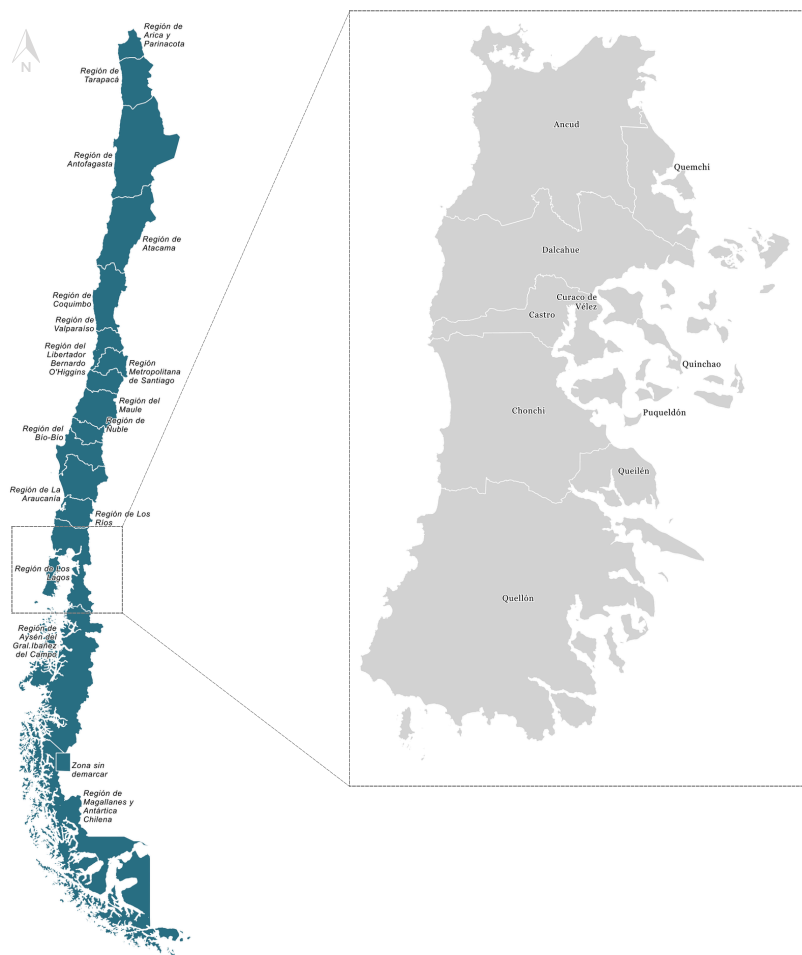 Región de
Arica y
Parinacota
N
Región de
Tarapacá
Región de
Antofagasta
Región de
Atacama
Región de
Coquimbo
Región de
Valparaíso
Región del
Libertador
Bernardo
O'Higgins
Región
Metropolitana
de Santiago
Región del
Maule
Región de
Ñuble
Región del
Bío-Bío
Región de La
Araucanía
Región de Los
Ríos
Región de Los
Lagos
Región de
Aysén del
Gral.Ibañez
del Campo
Zona sin
demarcar
Región de
Magallanes y
Antártica
Chilena
Ancud
Quemchi
Dalcahue
Curaco de
Vélez
Castro
Quinchao
Chonchi
Puqueldón
Queilén
Quellón